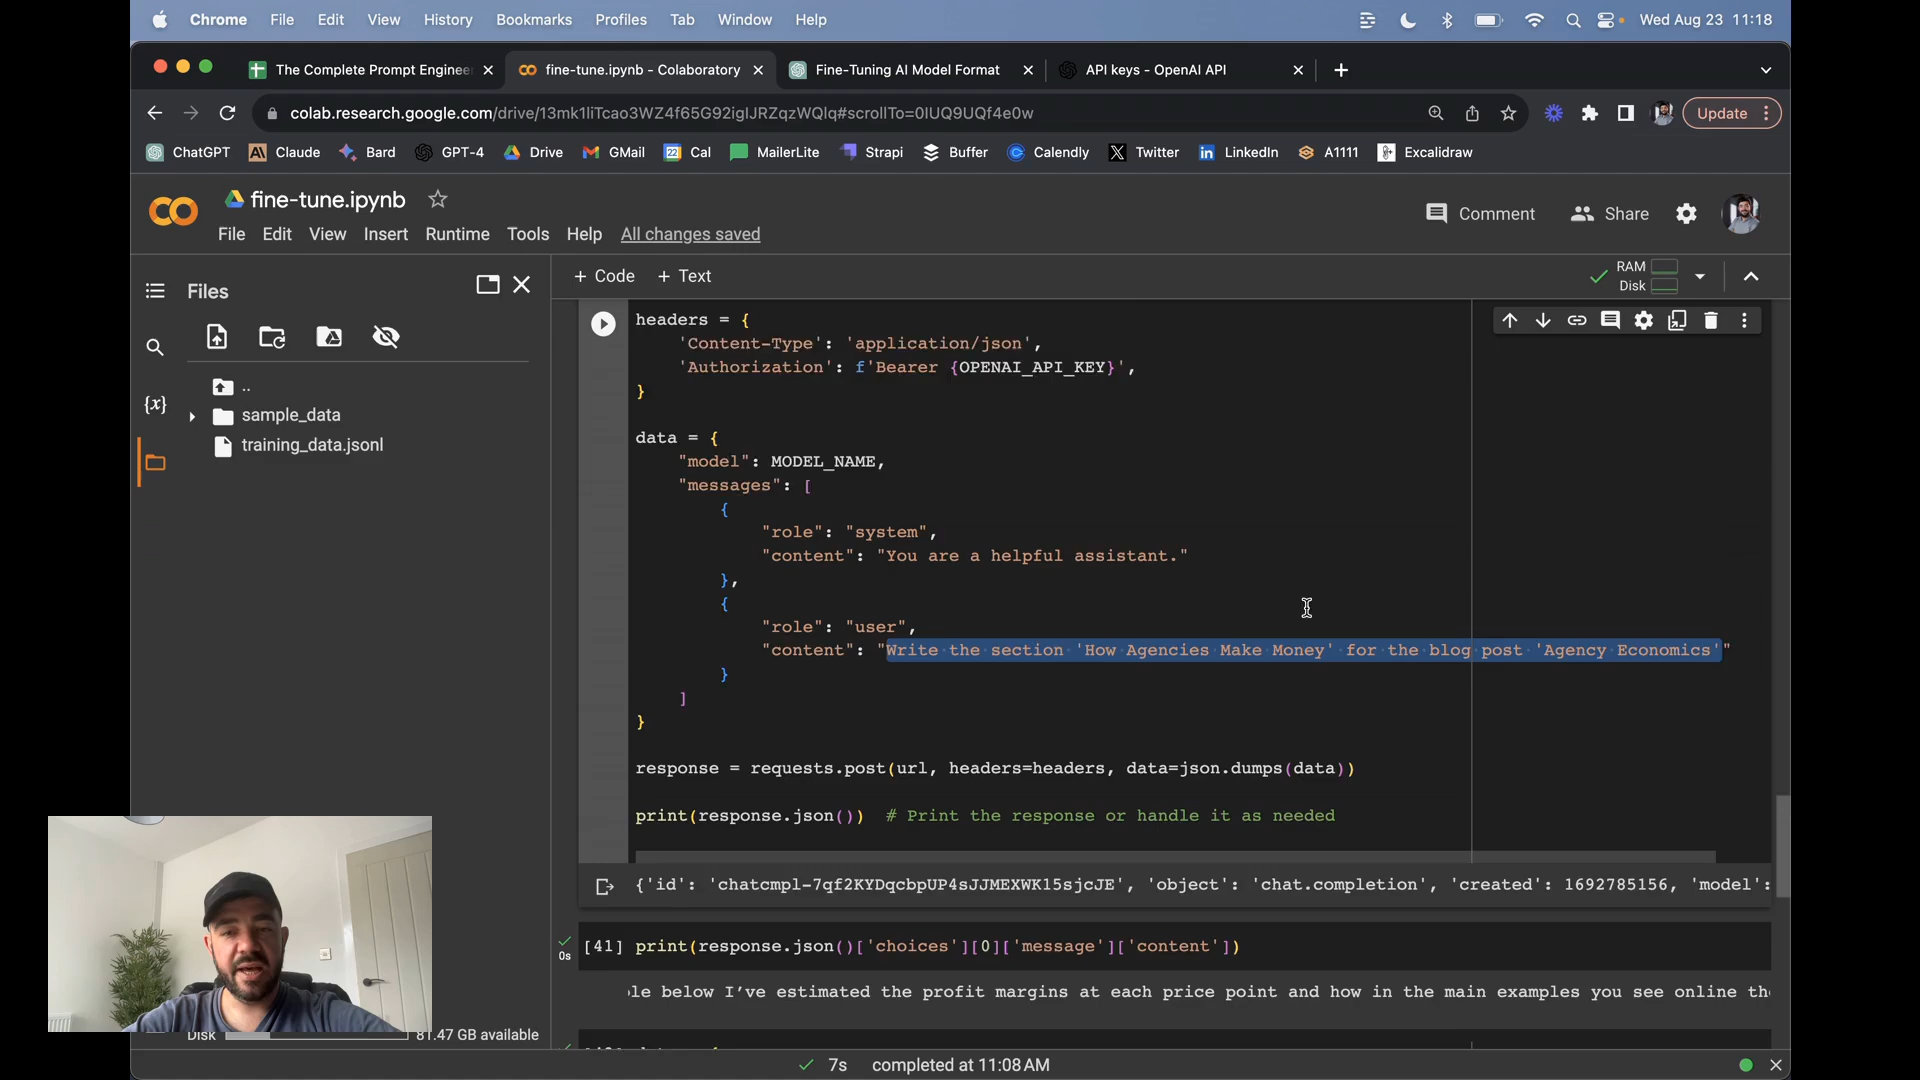 Chrome File Edit View History Bookmarks Profiles Tab Window Help Wed Aug 23 11:18
The Complete Prompt Enginee fine-tune.ipynb - Colaboratory Fine-Tuning AI Model Format API keys - OpenAI API
colab.research.google.com/drive/13mk1liTcao3WZ4f65G92igIJRZqzWQlq#scrollTo=0IUQ9UQf4e0w Update
ChatGPT Claude Bard GPT-4 Drive GMail 22 Cal MailerLite Strapi Buffer Calendly Twitter LinkedIn A1111 Excalidraw
fine-tune.ipynb
Comment Share
File Edit View Insert Runtime Tools Help All changes saved
+ Code + Text
RAM
Disk
Files
..
sample_data
training_data.jsonl
{x}
headers = {
'Content-Type': 'application/json',
'Authorization': f'Bearer {OPENAI_API_KEY}',
}
data = {
"model": MODEL_NAME,
"messages": [
{
"role": "system",
"content": "You are a helpful assistant."
},
{
"role": "user",
"content": "Write the section 'How Agencies Make Money' for the blog post 'Agency Economics'"
}
]
}
response = requests.post(url, headers=headers, data=json.dumps(data))
print(response.json()) # Print the response or handle it as needed
{'id': 'chatcmpl-7qf2KYDqcbpUP4sJJMEXWK15sjcJE', 'object': 'chat.completion', 'created': 1692785156, 'model':
0s [41] print(response.json()['choices'][0]['message']['content'])
below I've estimated the profit margins at each price point and how in the main examples you see online
Disk 81.47 GB available
7s completed at 11:08 AM